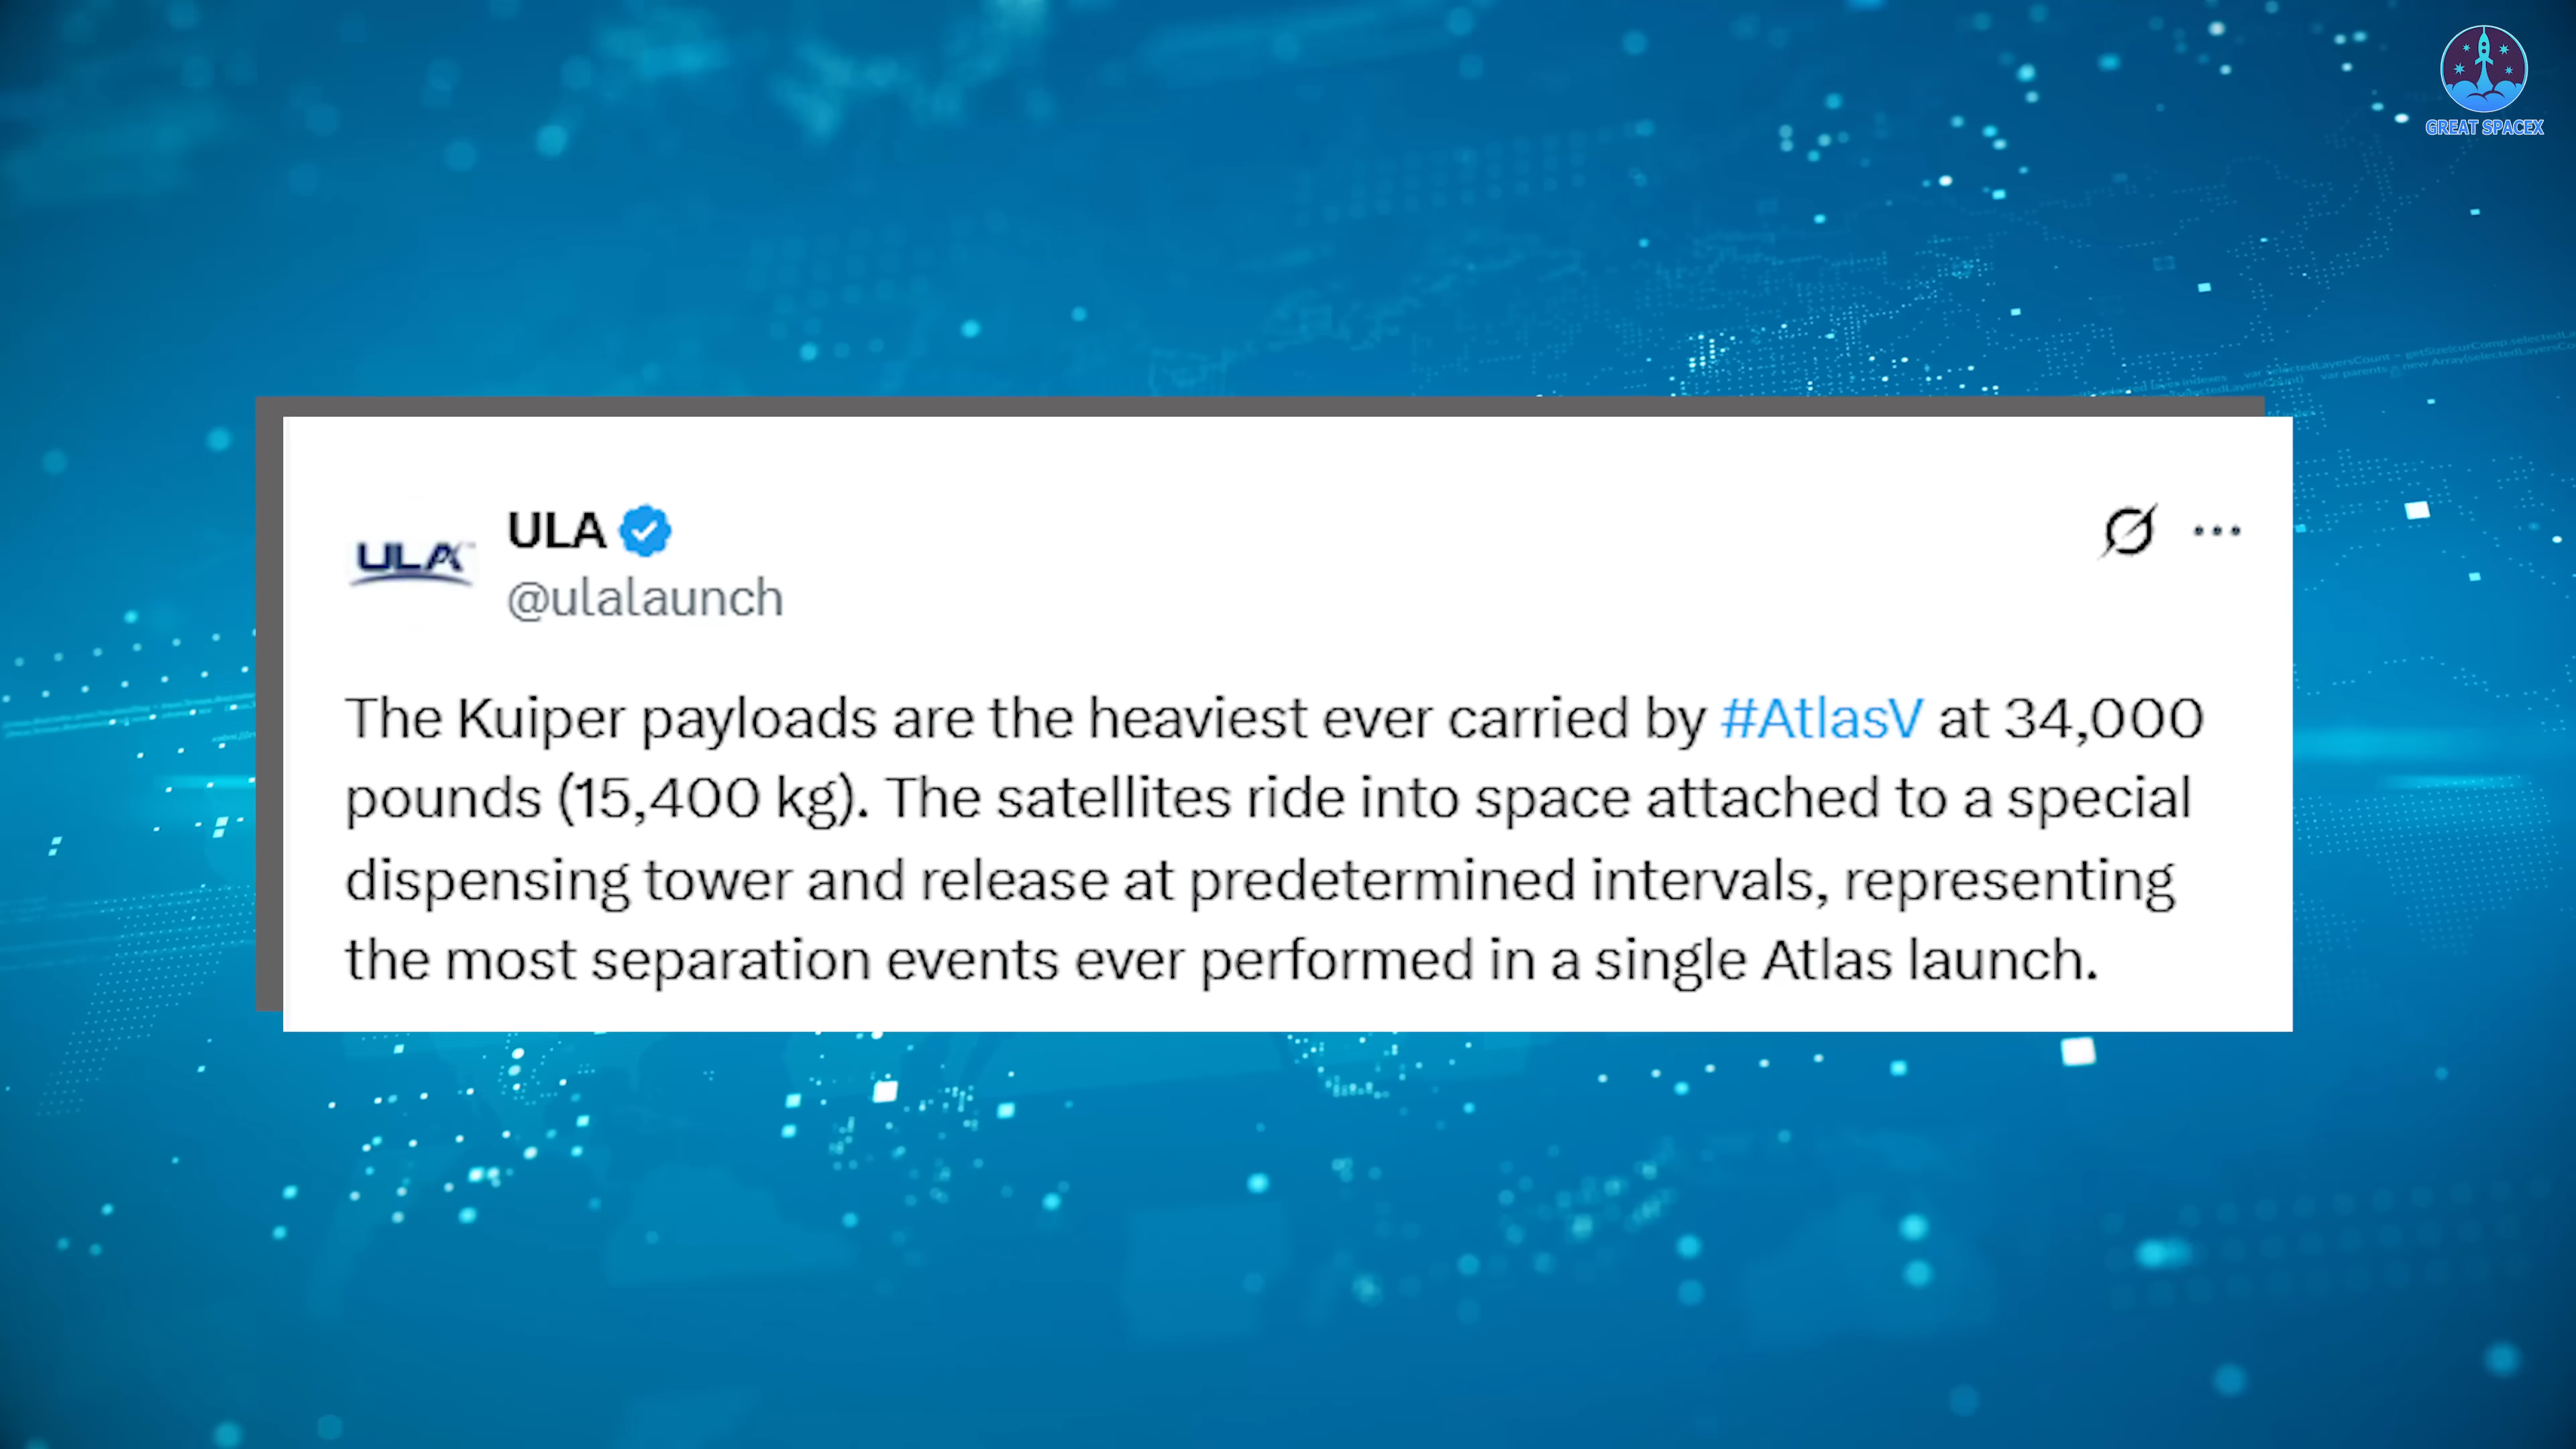 GREAT SPACEX
ULA
ULA
@ulalaunch
The Kuiper payloads are the heaviest ever carried by #AtlasV at 34,000
pounds (15,400 kg). The satellites ride into space attached to a special
dispensing tower and release at predetermined intervals, representing
the most separation events ever performed in a single Atlas launch.